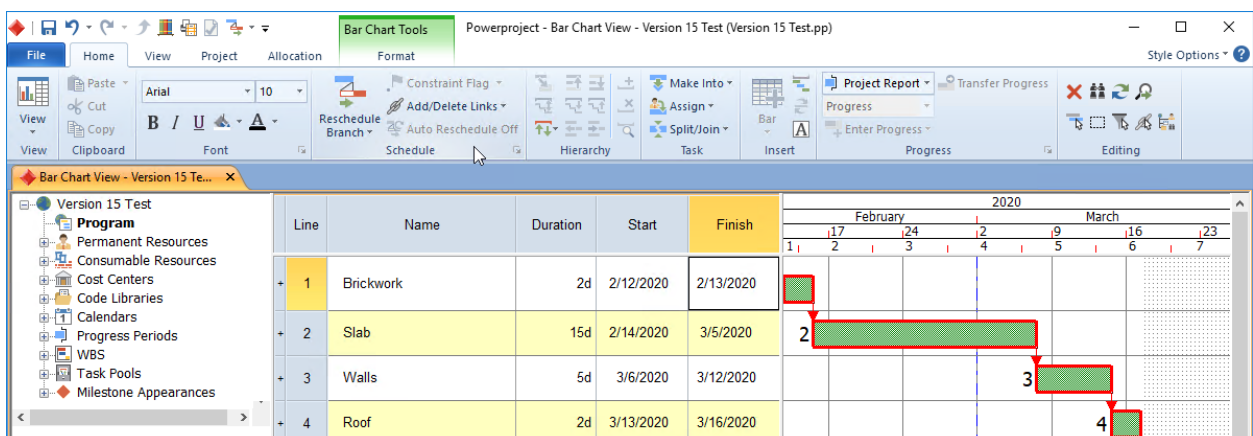 Bar Chart Tools
Powerproject - Bar Chart View - Version 15 Test (Version 15 Test.pp)
File Home View Project Allocation Format Style Options
View
View
Paste
Cut
Copy
Clipboard
Arial 10
B I U A
Font
Reschedule
Branch
Constraint Flag
Add/Delete Links
Auto Reschedule Off
Schedule
Hierarchy
Make Into
Assign
Split/Join
Task
Bar
A
Insert
Project Report Transfer Progress
Progress
Enter Progress
Progress
Editing
Bar Chart View - Version 15 Te... X
Version 15 Test
Program
Permanent Resources
Consumable Resources
Cost Centers
Code Libraries
Calendars
Progress Periods
WBS
Task Pools
Milestone Appearances
Line Name Duration Start Finish
2020
February March
17 24 2 9 16 23
1 2 3 4 5 6 7
1 Brickwork 2d 2/12/2020 2/13/2020
2 Slab 15d 2/14/2020 3/5/2020 2
3 Walls 5d 3/6/2020 3/12/2020 3
4 Roof 2d 3/13/2020 3/16/2020 4